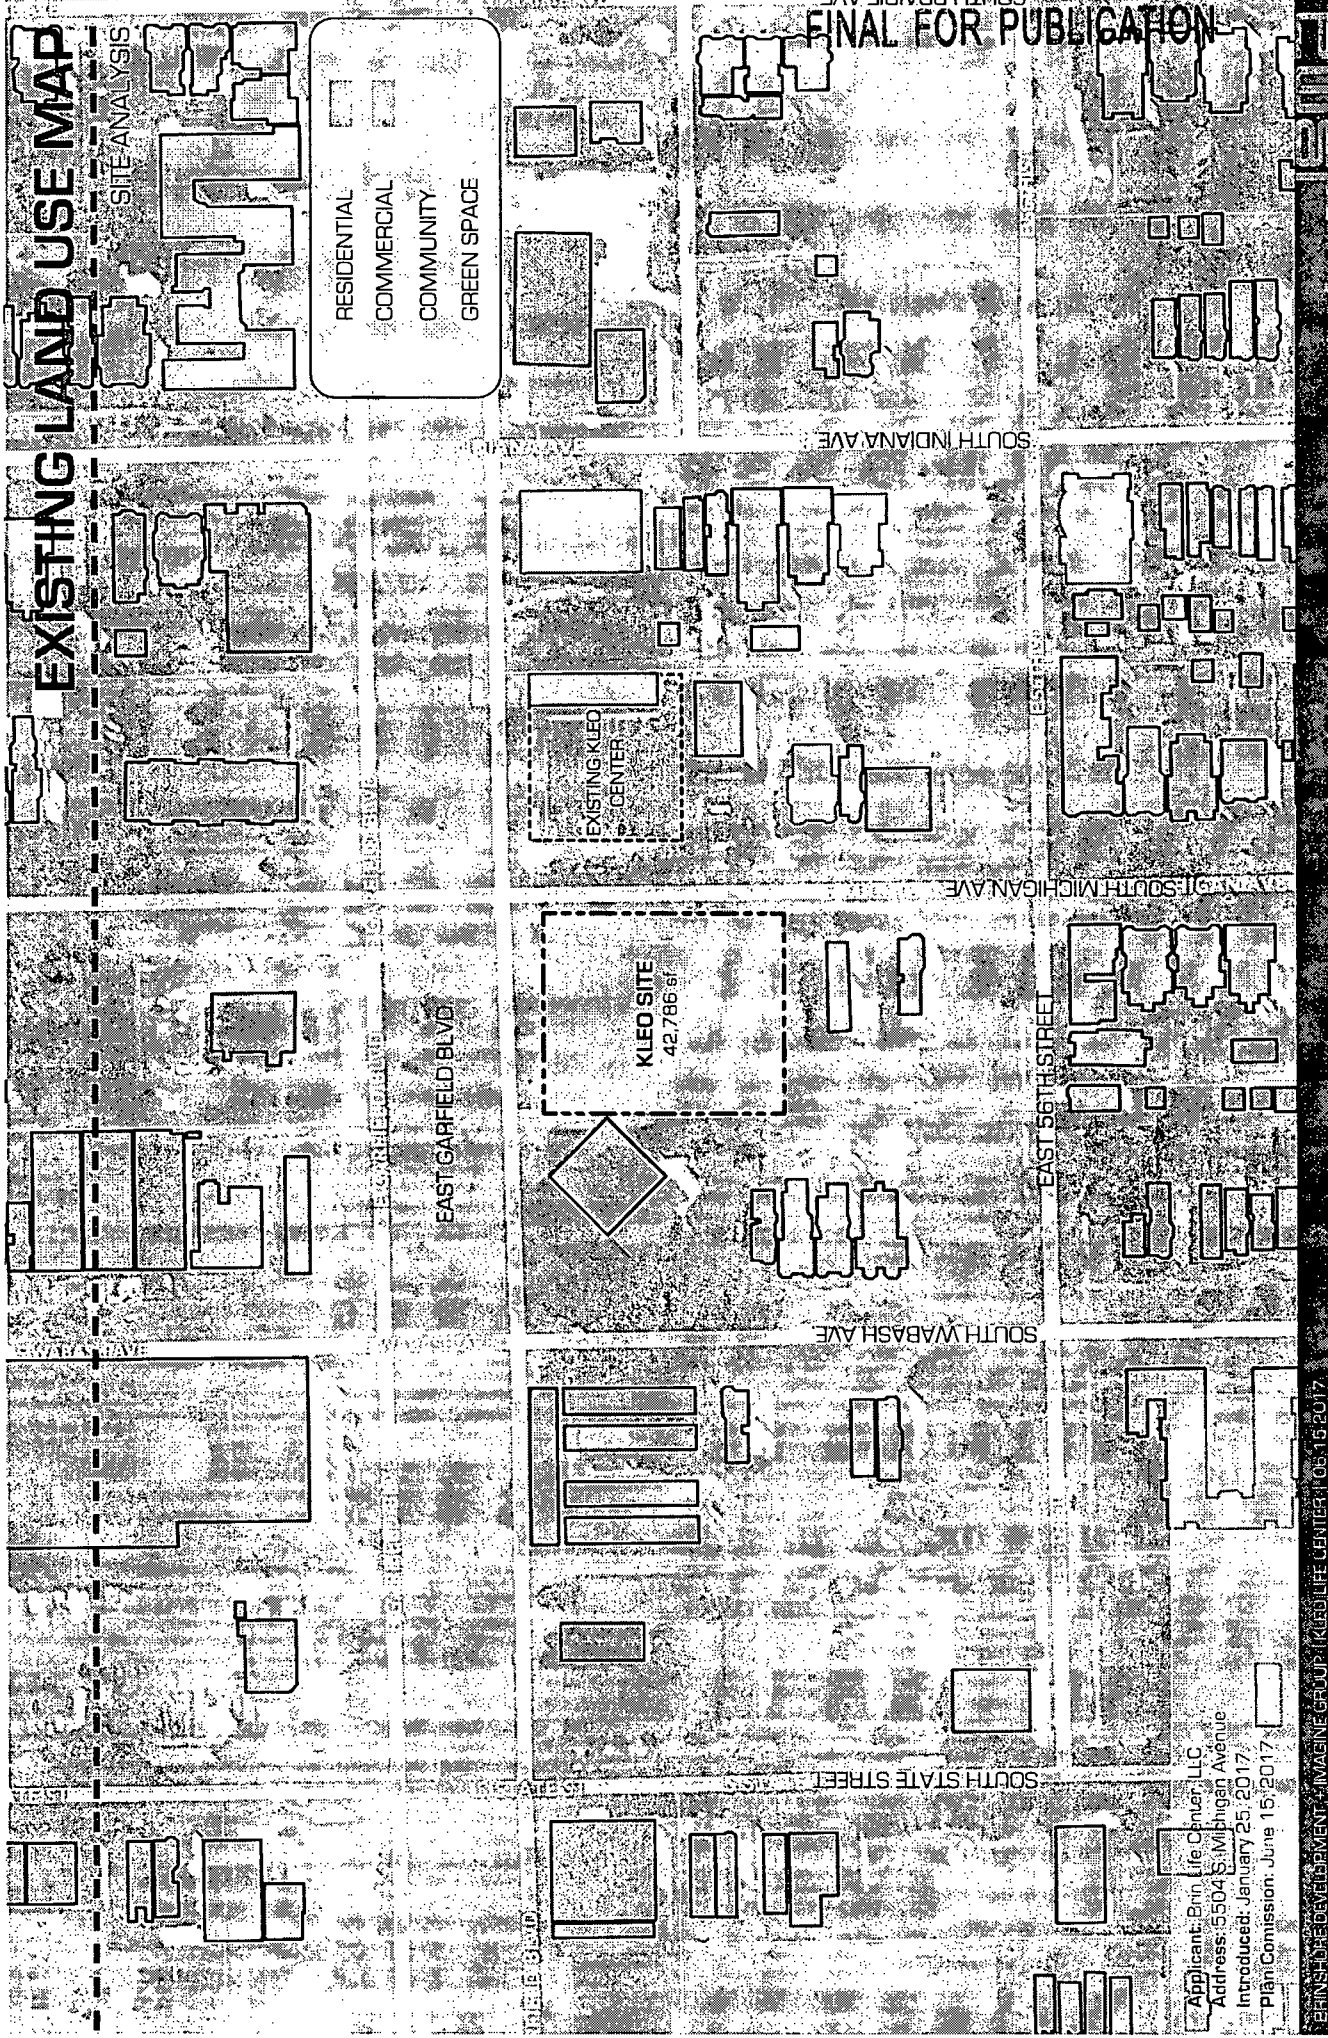 EXISTING LAND USE MAP
SITE ANALYSIS
FINAL FOR PUBLICATION
RESIDENTIAL
COMMERCIAL
COMMUNITY
GREEN SPACE
SOUTH INDIANA AVE
EXISTING KLEO
CENTER
SOUTH MICHIGAN AVE
KLEO SITE
42,786 sf
EAST GARFIELD BLVD
EAST 56TH STREET
SOUTH WABASH AVE
SOUTH STATE STREET
Applicant: Brin Life Center, LLC
Address: 5504 S. Michigan Avenue
Introduced: January 25, 2017
Plan Commission: June 15, 2017